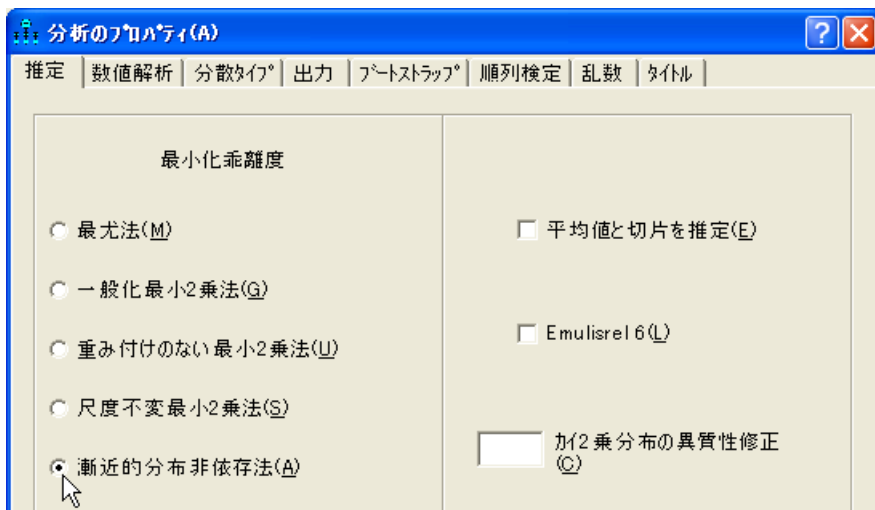 分析のﾌﾟﾛﾊﾟﾃｨ(A)
推定 数値解析 分散ﾀｲﾌﾟ 出力 ﾌﾞｰﾄｽﾄﾗｯﾌﾟ 順列検定 乱数 ﾀｲﾄﾙ
最小化乖離度
最尤法(M)
一般化最小2乗法(G)
重み付けのない最小2乗法(U)
尺度不変最小2乗法(S)
漸近的分布非依存法(A)
平均値と切片を推定(E)
Emulisrel 6(L)
ｶｲ2乗分布の異質性修正
(C)